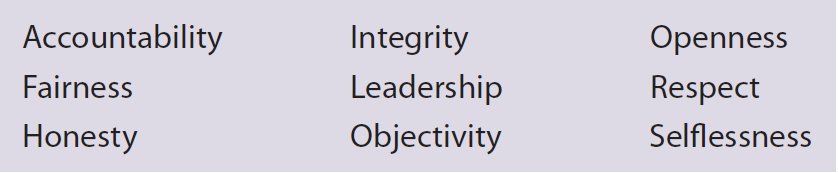 Accountability
Fairness
Honesty
Integrity
Leadership
Objectivity
Openness
Respect
Selflessness